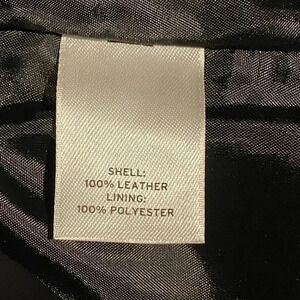 SHELL:
100% LEATHER
LINING:
100% POLYESTER